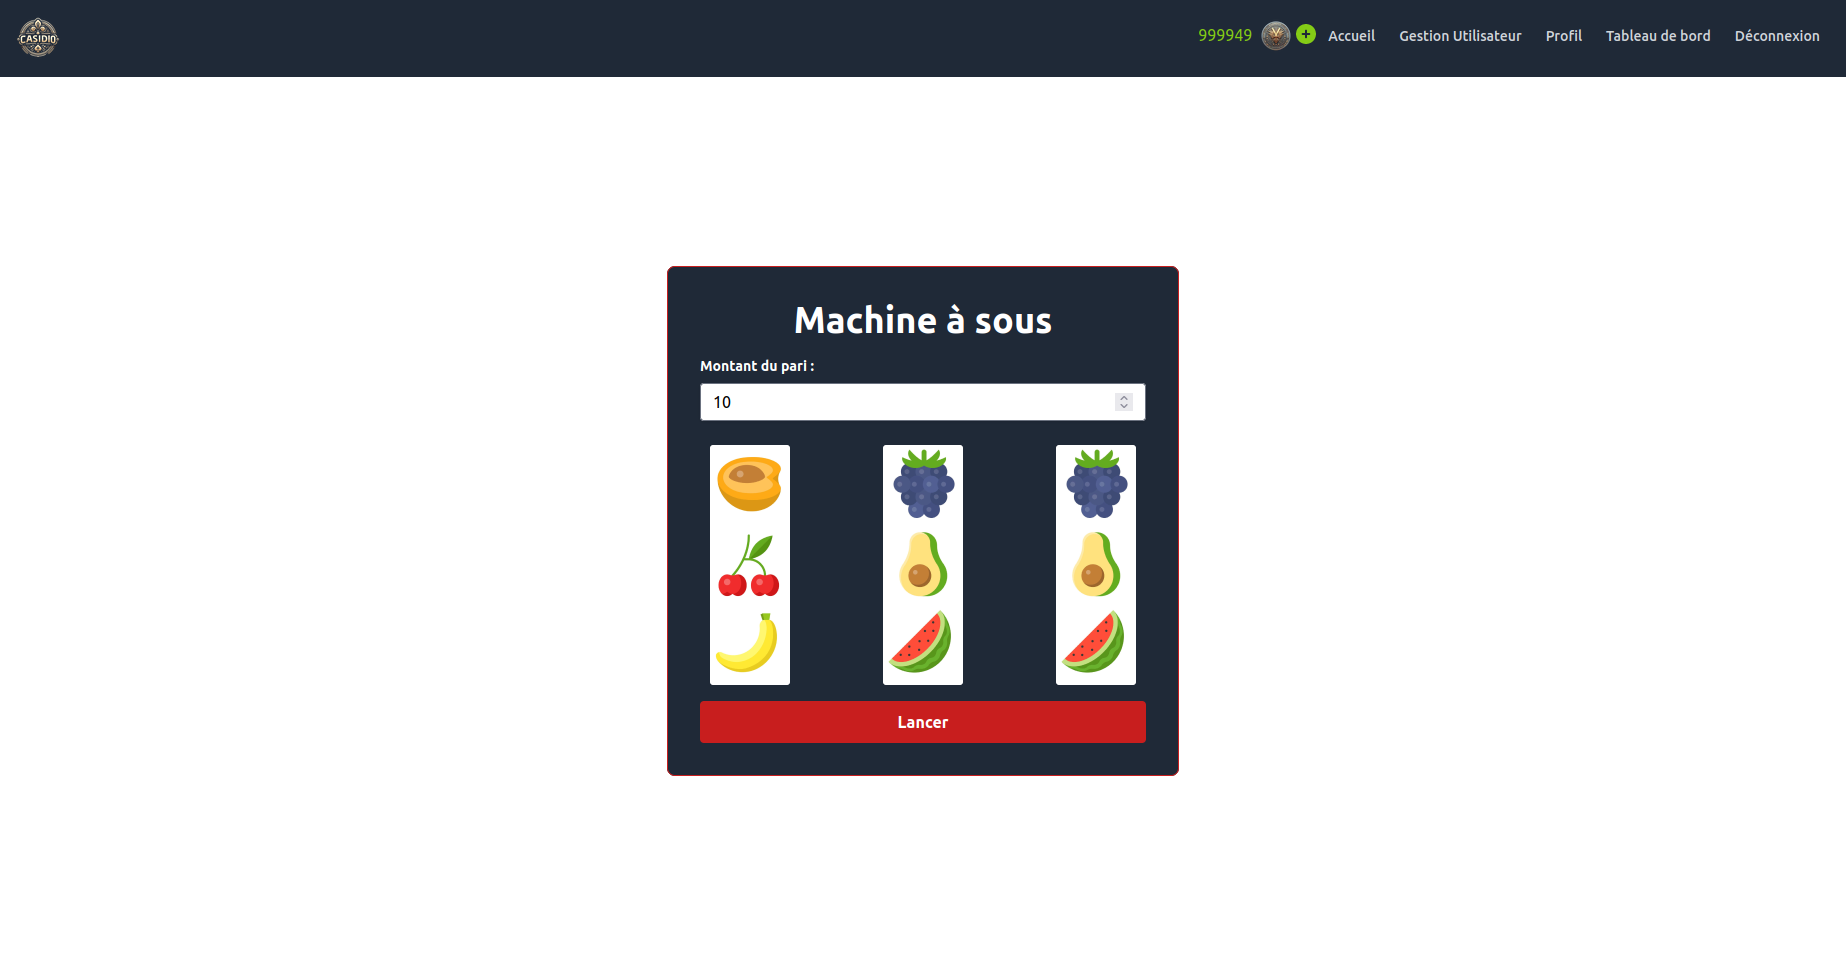 CASIDIO
999949
Accueil
Gestion Utilisateur
Profil
Tableau de bord
Déconnexion
Machine à sous
Montant du pari :
10
Lancer